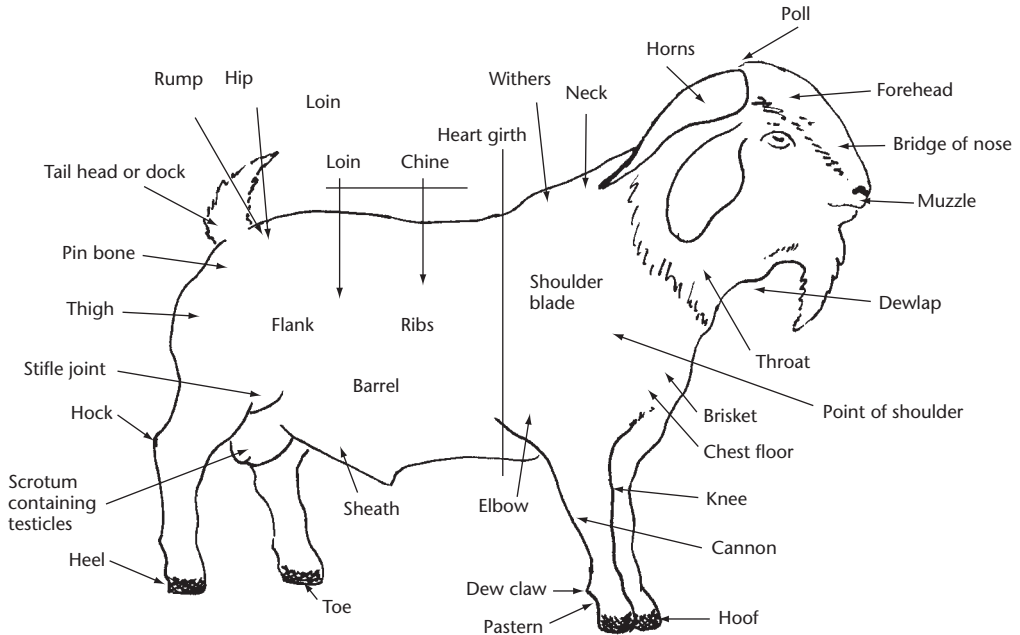 Poll
Horns
Rump
Hip
Withers
Forehead
Neck
Loin
Heart girth
Bridge of nose
Loin
Chine
Tail head or dock
Muzzle
Pin bone
Shoulder
blade
Dewlap
Thigh
Flank
Ribs
Throat
Stifle joint
Barrel
Hock
Brisket
Point of shoulder
Chest floor
Scrotum
containing
testicles
Sheath
Elbow
Knee
Cannon
Heel
Toe
Dew claw
Pastern
Hoof